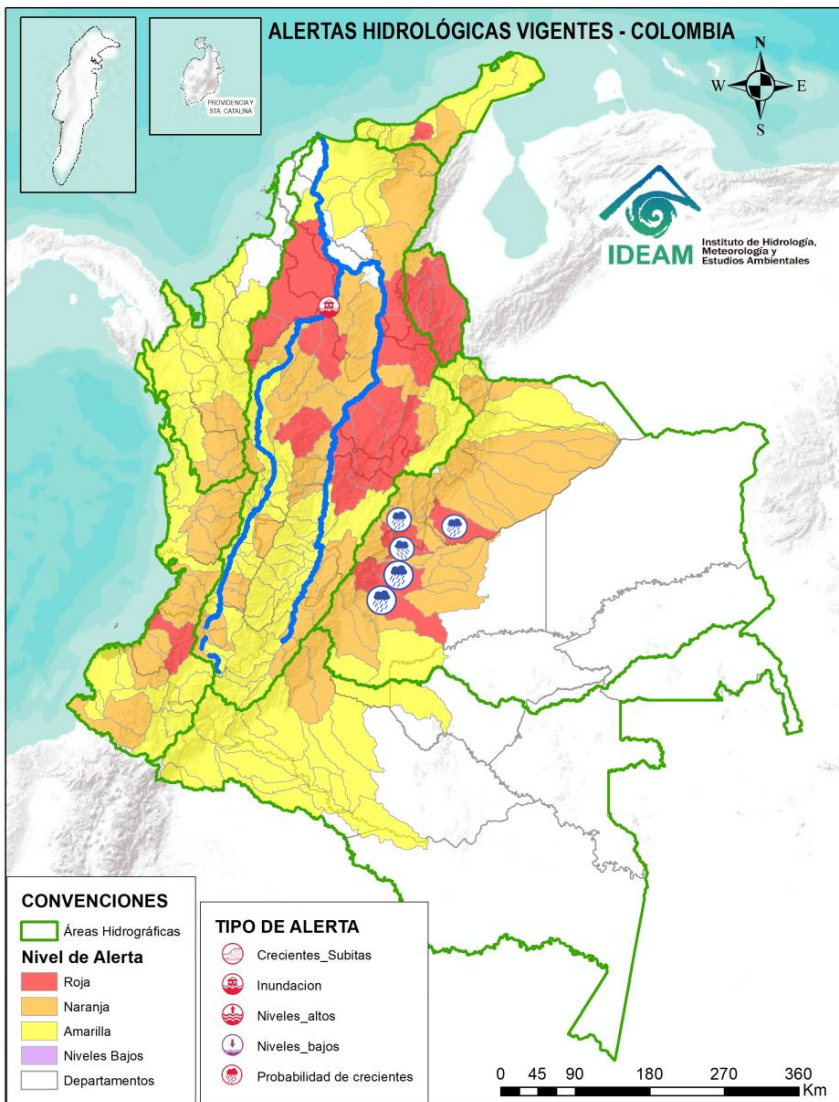 ALERTAS HIDROLÓGICAS VIGENTES - COLOMBIA
PROVIDENCIA Y
STA. CATALINA
N
W
E
S
IDEAM
Instituto de Hidrología,
Meteorología y
Estudios Ambientales
CONVENCIONES
Áreas Hidrográficas
Nivel de Alerta
Roja
Naranja
Amarilla
Niveles Bajos
Departamentos
TIPO DE ALERTA
Crecientes_Subitas
Inundacion
Niveles_altos
Niveles_bajos
Probabilidad de crecientes
0 45 90 180 270 360
Km